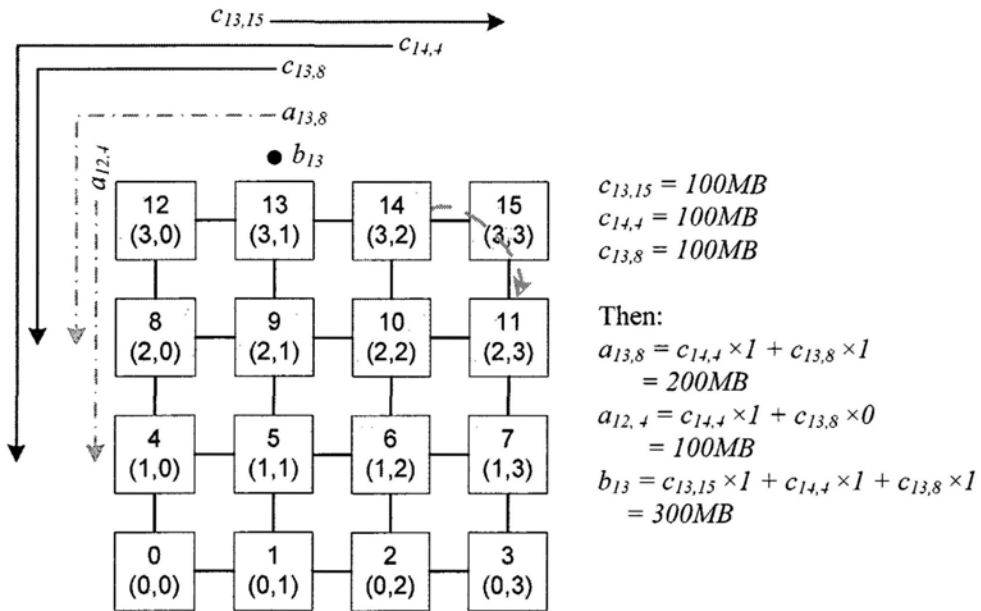 c13,15
c14,4
c13,8
a13,8
a12,4
b13
12 13 14 15
(3,0) (3,1) (3,2) (3,3)
8 9 10 11
(2,0) (2,1) (2,2) (2,3)
4 5 6 7
(1,0) (1,1) (1,2) (1,3)
0 1 2 3
(0,0) (0,1) (0,2) (0,3)
c13,15 = 100MB
c14,4 = 100MB
c13,8 = 100MB
Then:
a13,8 = c14,4 ×1 + c13,8 ×1
= 200MB
a12, 4 = c14,4 ×1 + c13,8 ×0
= 100MB
b13 = c13,15 ×1 + c14,4 ×1 + c13,8 ×1
= 300MB